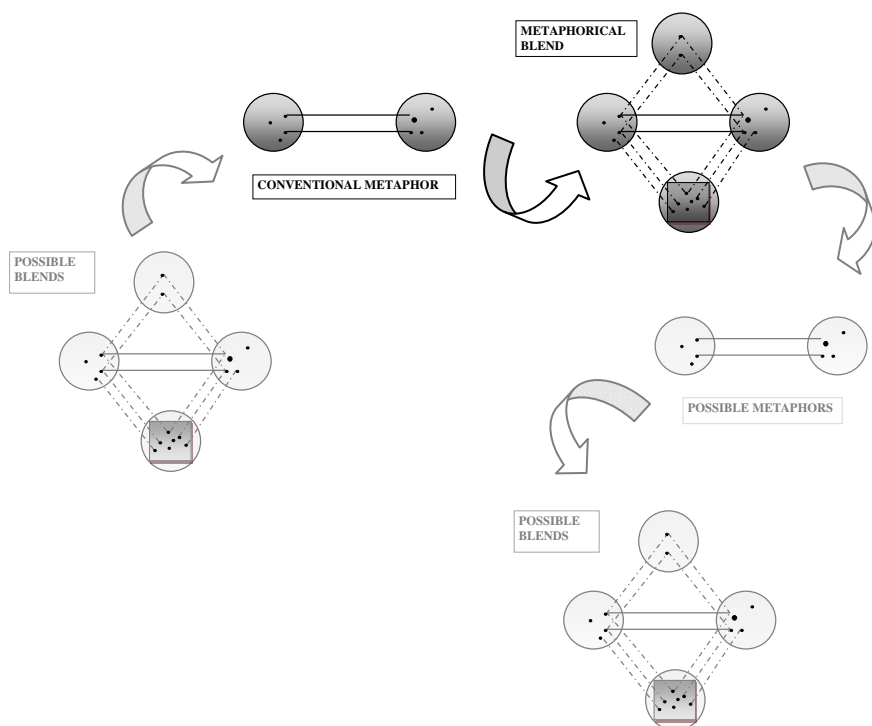 METAPHORICAL
BLEND
CONVENTIONAL METAPHOR
POSSIBLE
BLENDS
POSSIBLE METAPHORS
POSSIBLE
BLENDS